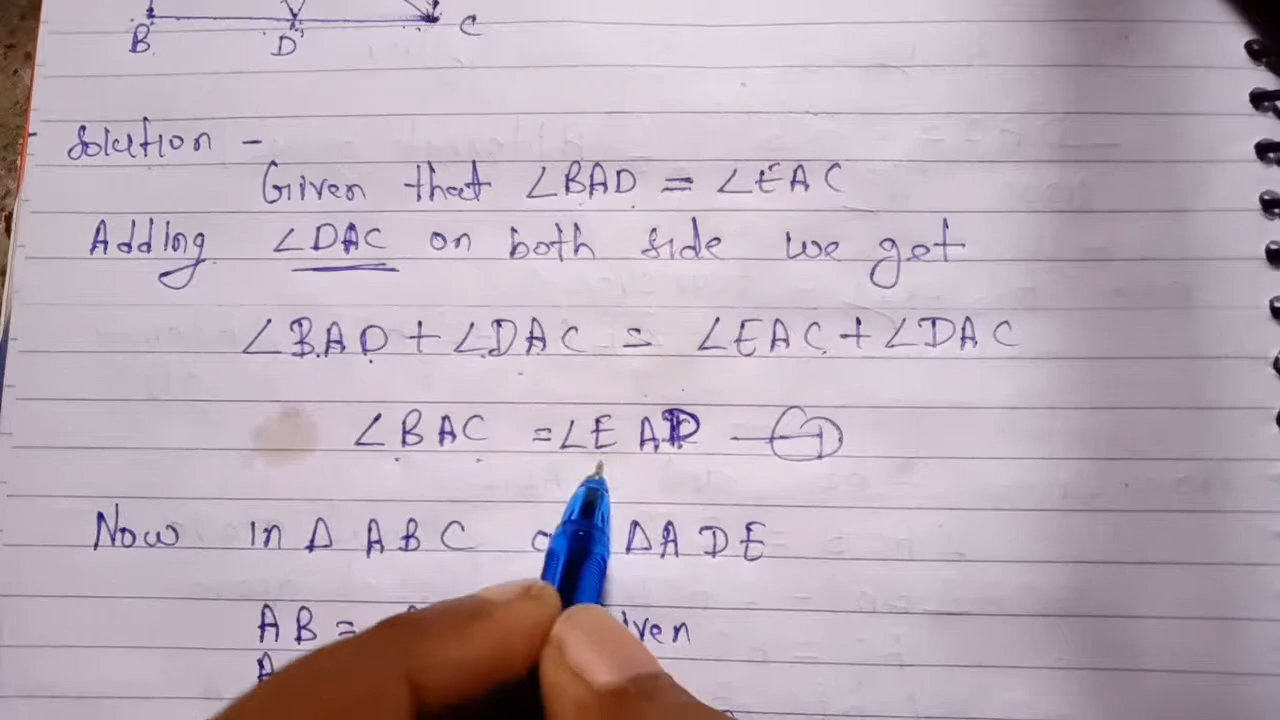 B D C
Solution -
Given that ∠BAD = ∠EAC
Adding ∠DAC on both side we get
∠BAD + ∠DAC = ∠EAC + ∠DAC
∠BAC = ∠EAD — ①
Now in Δ ABC ΔADE
AB =
A